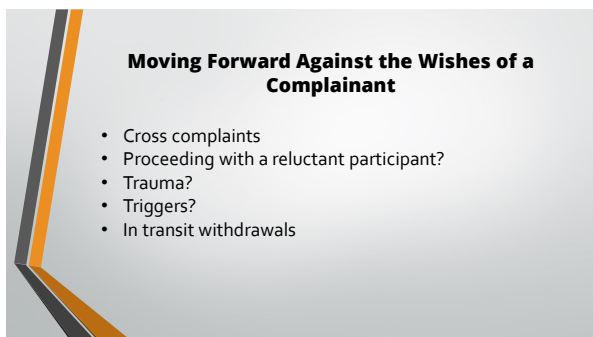 Moving Forward Against the Wishes of a
Complainant
• Cross complaints
• Proceeding with a reluctant participant?
• Trauma?
• Triggers?
• In transit withdrawals